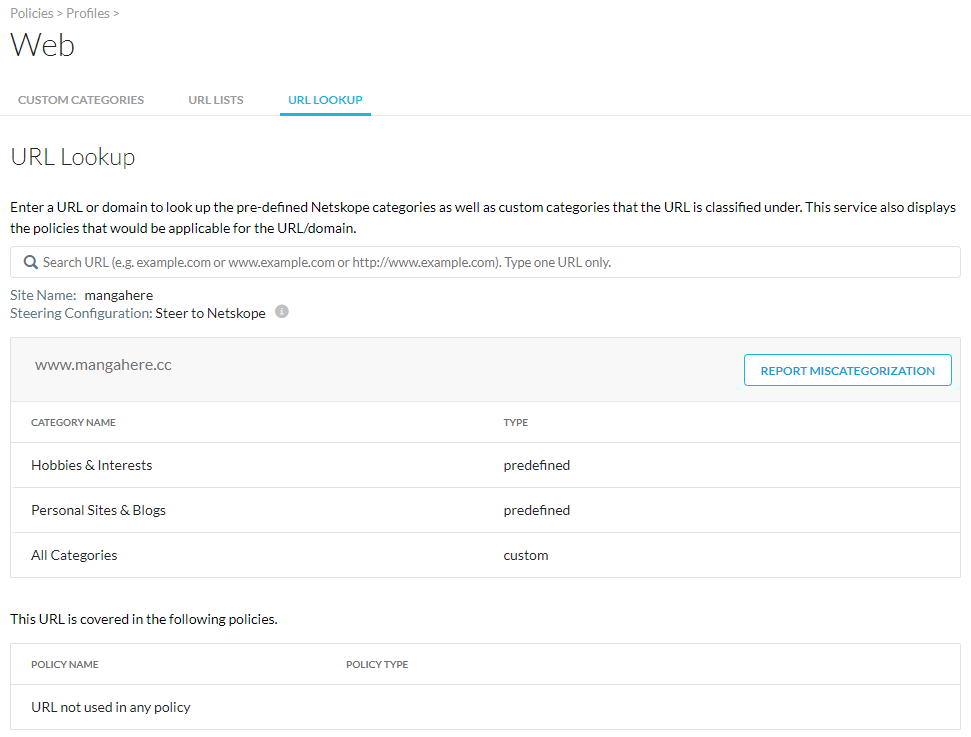 Policies > Profiles >
Web
CUSTOM CATEGORIES URL LISTS URL LOOKUP
URL Lookup
Enter a URL or domain to look up the pre-defined Netskope categories as well as custom categories that the URL is classified under. This service also displays
the policies that would be applicable for the URL/domain.
Search URL (e.g. example.com or www.example.com or http://www.example.com). Type one URL only.
Site Name: mangahere
Steering Configuration: Steer to Netskope i
www.mangahere.cc REPORT MISCATEGORIZATION
CATEGORY NAME TYPE
Hobbies & Interests predefined
Personal Sites & Blogs predefined
All Categories custom
This URL is covered in the following policies.
POLICY NAME POLICY TYPE
URL not used in any policy